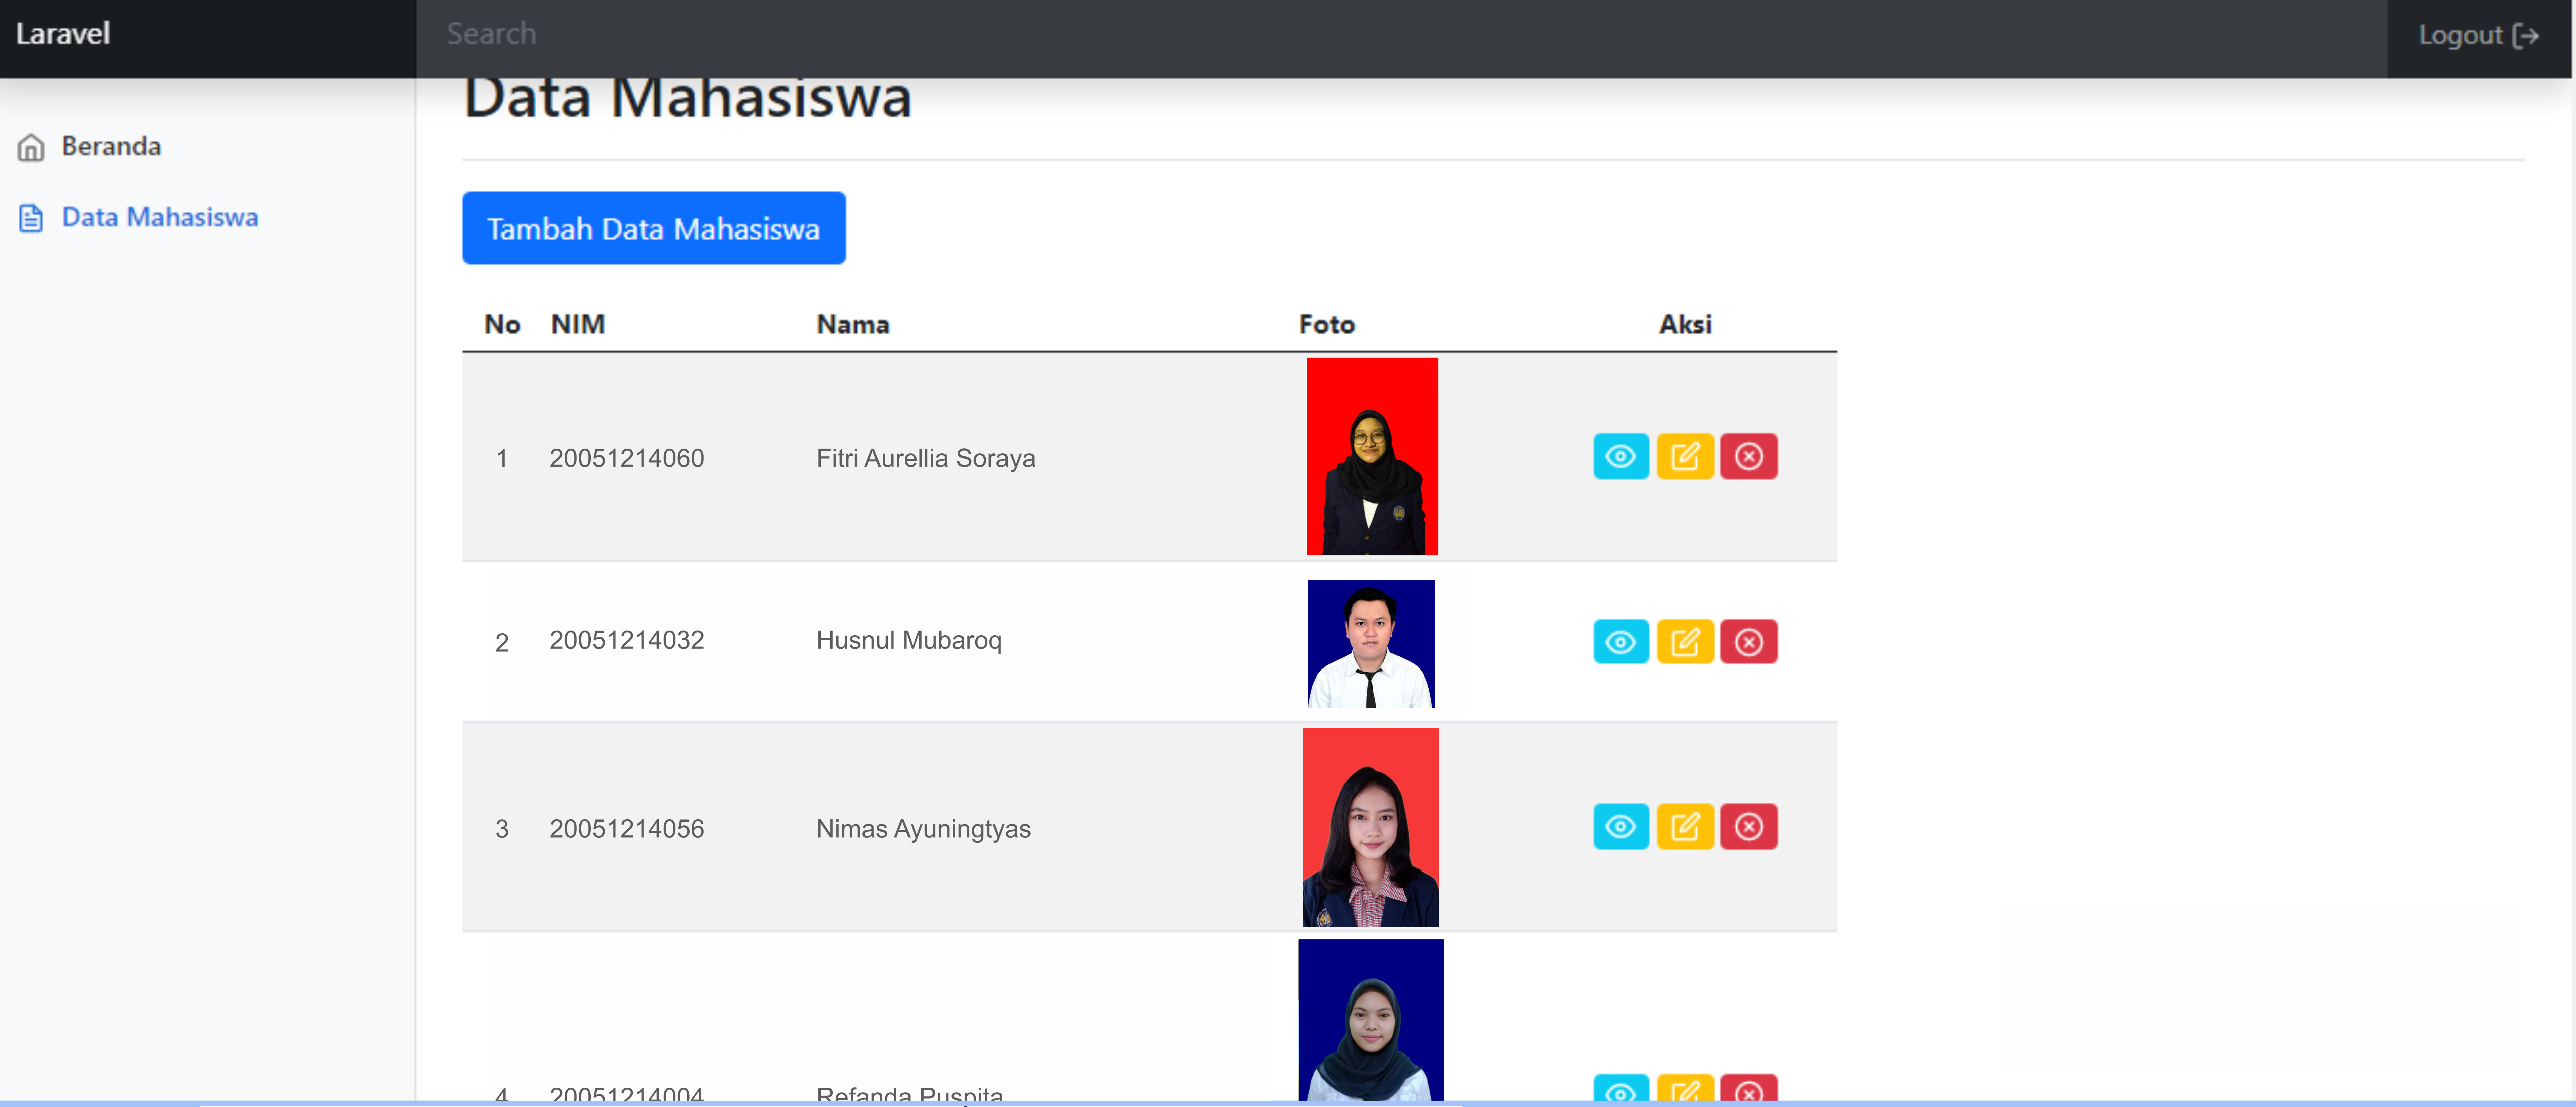 Laravel
Search
Logout
Data Mahasiswa
Beranda
Data Mahasiswa
Tambah Data Mahasiswa
No NIM Nama Foto Aksi
1 20051214060 Fitri Aurellia Soraya
2 20051214032 Husnul Mubaroq
3 20051214056 Nimas Ayuningtyas
4 20051214004 Refanda Puspita